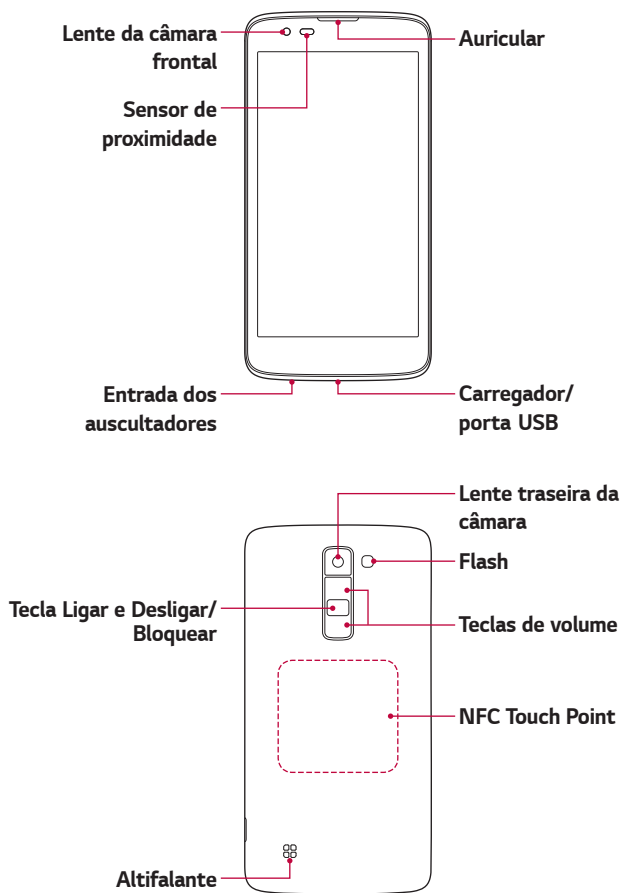 Lente da câmara
frontal
Auricular
Sensor de
proximidade
Entrada dos
auscultadores
Carregador/
porta USB
Lente traseira da
câmara
Flash
Tecla Ligar e Desligar/
Bloquear
Teclas de volume
NFC Touch Point
Altifalante